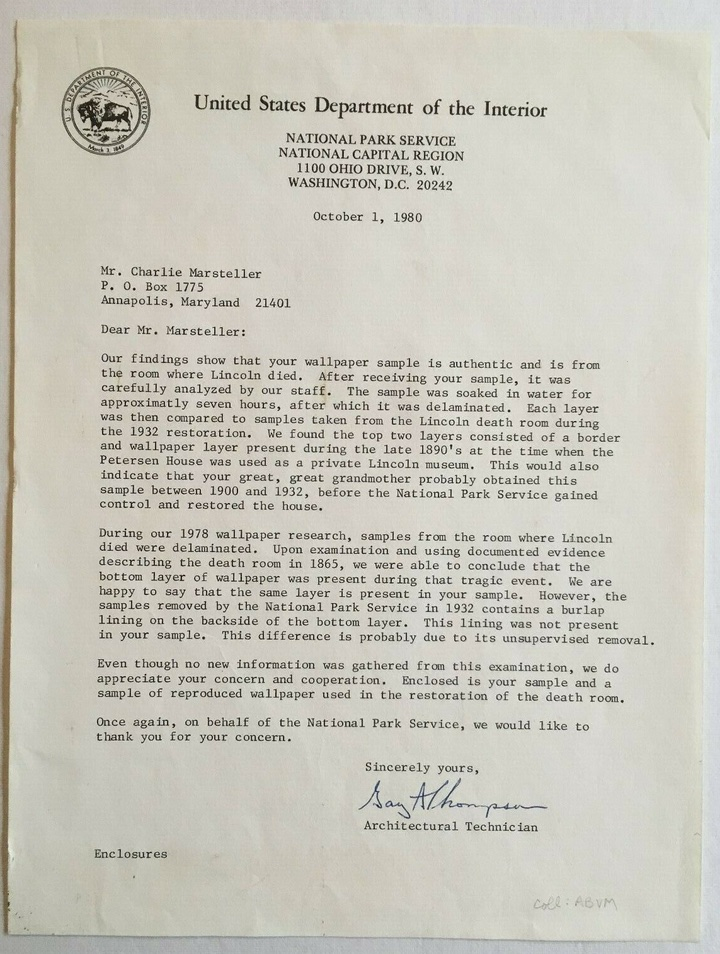 U.S. DEPARTMENT OF THE INTERIOR
March 3, 1849
United States Department of the Interior
NATIONAL PARK SERVICE
NATIONAL CAPITAL REGION
1100 OHIO DRIVE, S. W.
WASHINGTON, D.C. 20242
October 1, 1980
Mr. Charlie Marsteller
P. O. Box 1775
Annapolis, Maryland 21401
Dear Mr. Marsteller:
Our findings show that your wallpaper sample is authentic and is from
the room where Lincoln died. After receiving your sample, it was
carefully analyzed by our staff. The sample was soaked in water for
approximatly seven hours, after which it was delaminated. Each layer
was then compared to samples taken from the Lincoln death room during
the 1932 restoration. We found the top two layers consisted of a border
and wallpaper layer present during the late 1890's at the time when the
Petersen House was used as a private Lincoln museum. This would also
indicate that your great, great grandmother probably obtained this
sample between 1900 and 1932, before the National Park Service gained
control and restored the house.
During our 1978 wallpaper research, samples from the room where Lincoln
died were delaminated. Upon examination and using documented evidence
describing the death room in 1865, we were able to conclude that the
bottom layer of wallpaper was present during that tragic event. We are
happy to say that the same layer is present in your sample. However, the
samples removed by the National Park Service in 1932 contains a burlap
lining on the backside of the bottom layer. This lining was not present
in your sample. This difference is probably due to its unsupervised removal.
Even though no new information was gathered from this examination, we do
appreciate your concern and cooperation. Enclosed is your sample and a
sample of reproduced wallpaper used in the restoration of the death room.
Once again, on behalf of the National Park Service, we would like to
thank you for your concern.
Sincerely yours,
Gay A Thompson
Architectural Technician
Enclosures
Coll: ABVM